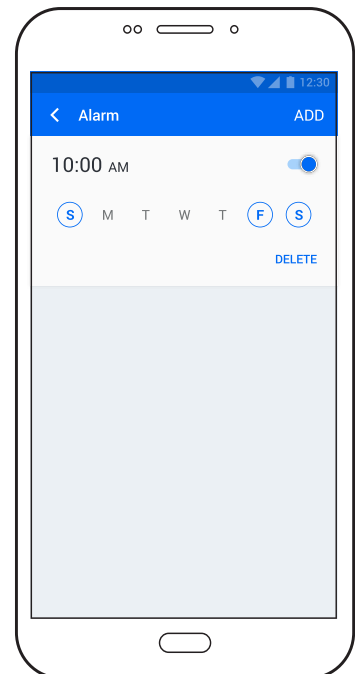 12:30
Alarm ADD
10:00 AM
S M T W T F S
DELETE